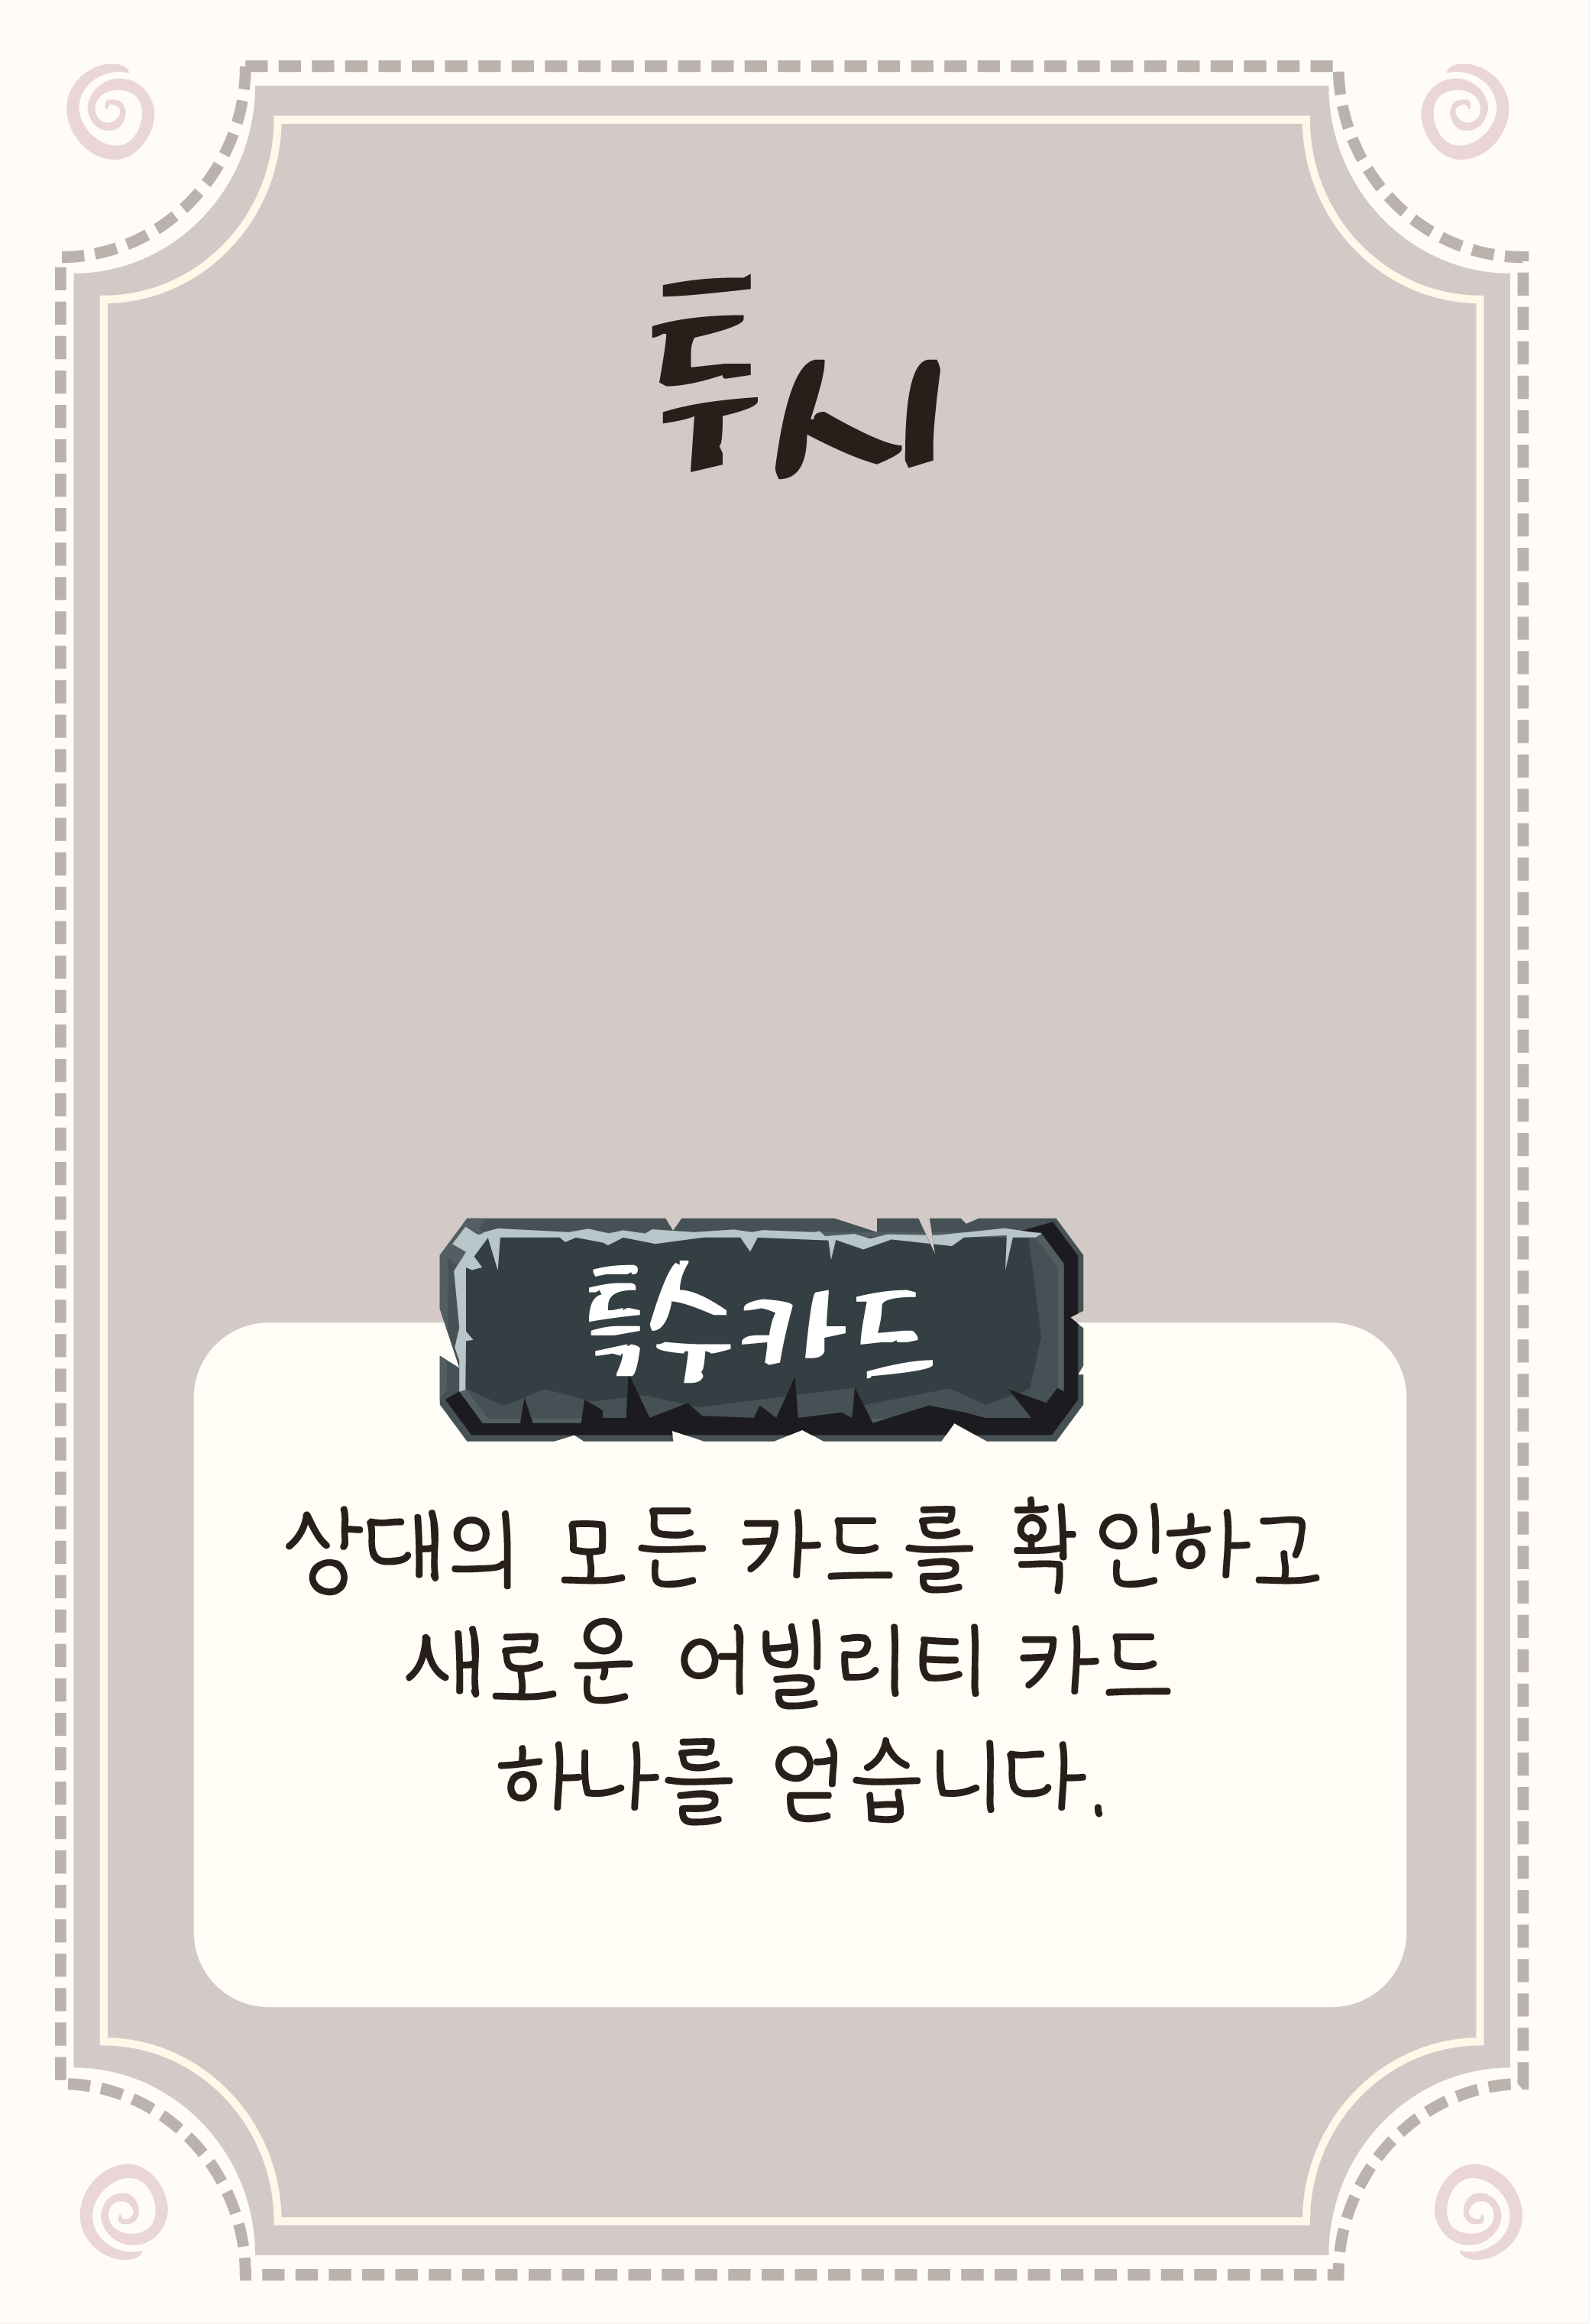 투시
특수카드
상대의 모든 카드를 확인하고
새로운 어빌리티 카드
하나를 얻습니다.